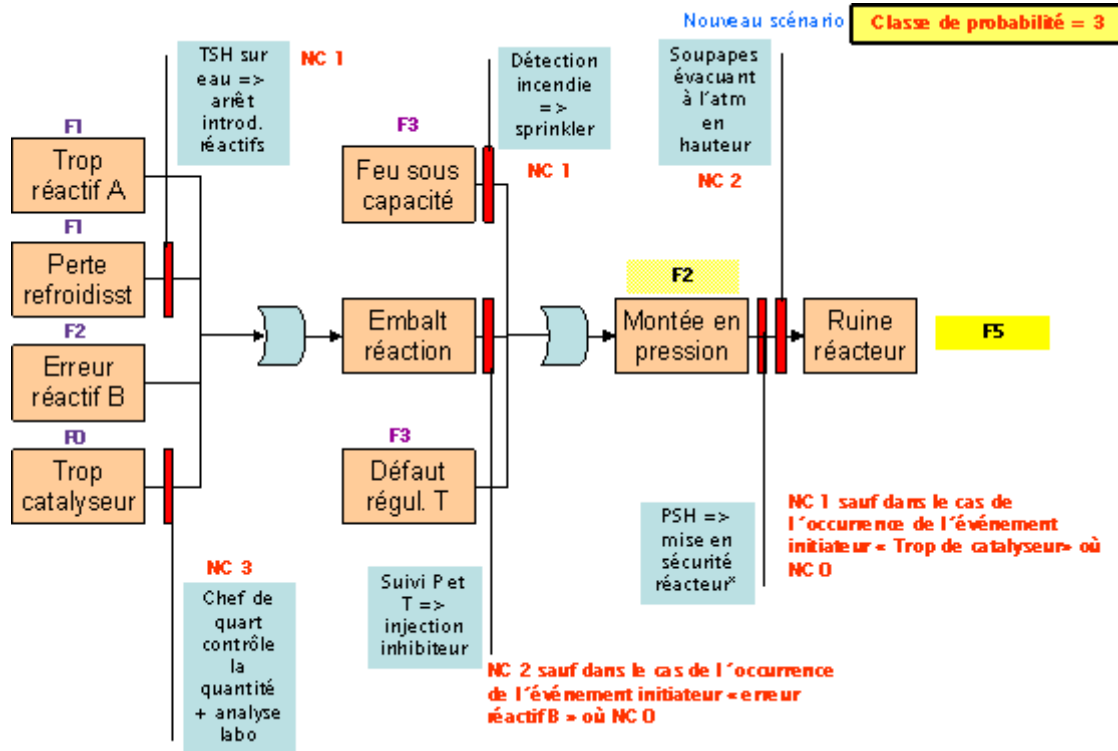 Nouveau scénario
Classe de probabilité = 3
TSH sur
eau =>
arrêt
introd.
réactifs
NC 1
Détection
incendie
=>
sprinkler
NC 1
Soupapes
évacuant
à l'atm
en
hauteur
NC 2
F1
Trop
réactif A
F3
Feu sous
capacité
F1
Perte
refroidisst
F2
Erreur
réactif B
Embalt
réaction
F2
Montée en
pression
Ruine
réacteur
F5
F0
Trop
catalyseur
F3
Défaut
régul. T
NC 3
Chef de
quart
contrôle
la
quantité
+ analyse
labo
Suivi P et
T =>
injection
inhibiteur
NC 2 sauf dans le cas de l'occurrence
de l'événement initiateur « erreur
réactif B » où NC 0
PSH =>
mise en
sécurité
réacteur*
NC 1 sauf dans le cas de
l'occurrence de l'événement
initiateur « Trop de catalyseur» où
NC 0